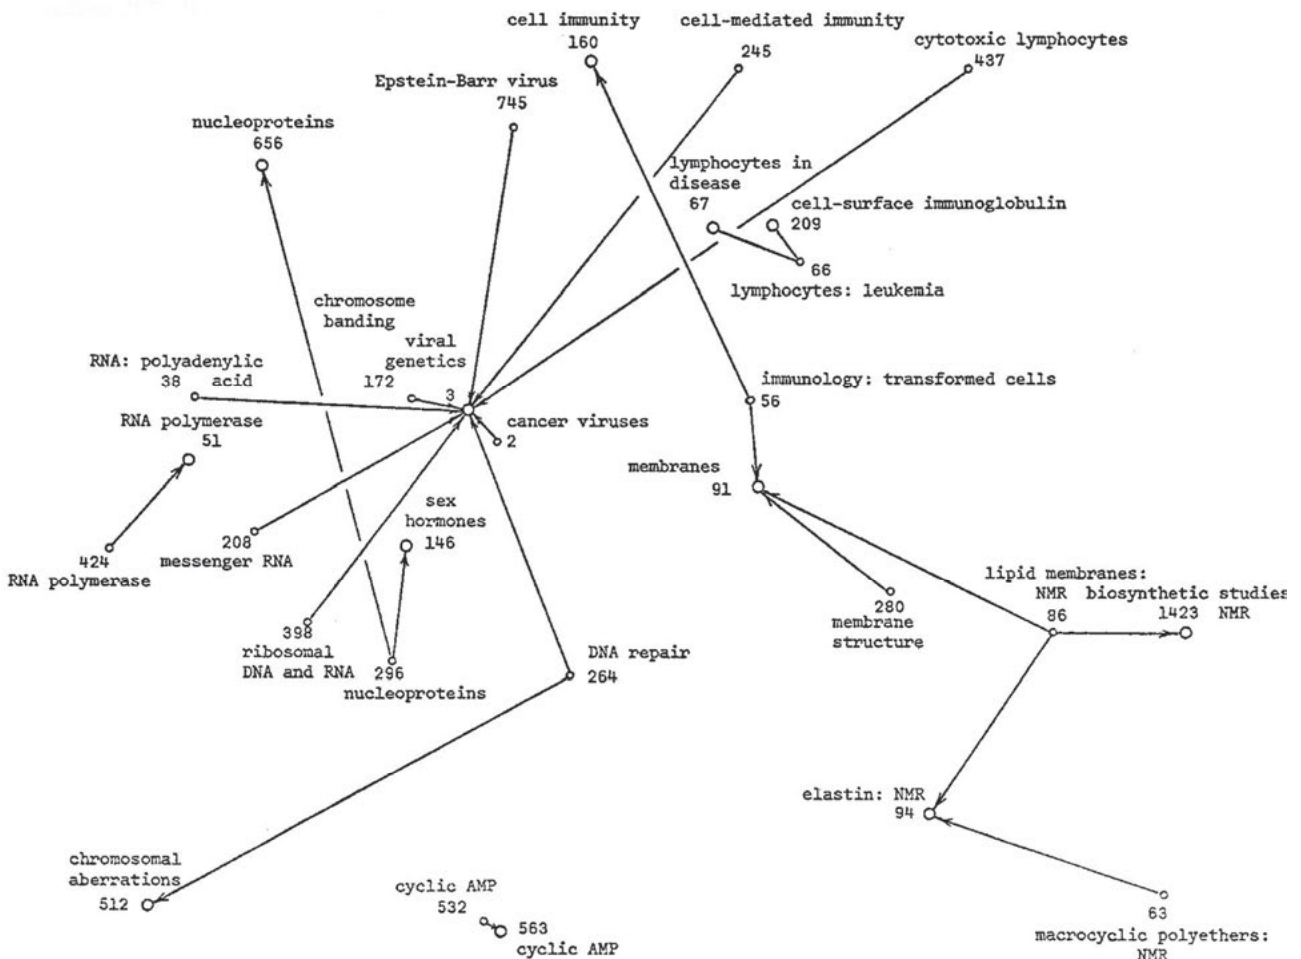 cell immunity
160
cell-mediated immunity
245
cytotoxic lymphocytes
437
Epstein-Barr virus
745
nucleoproteins
656
lymphocytes in
disease
67
cell-surface immunoglobulin
209
66
lymphocytes: leukemia
chromosome
banding
viral
genetics
172
3
RNA: polyadenylic
38 acid
RNA polymerase
51
cancer viruses
2
immunology: transformed cells
56
membranes
91
sex
hormones
146
424
RNA polymerase
208
messenger RNA
398
ribosomal
DNA and RNA
296
nucleoproteins
DNA repair
264
280
membrane
structure
lipid membranes:
NMR
86
biosynthetic studies
1423 NMR
elastin: NMR
94
chromosomal
aberrations
512
cyclic AMP
532
563
cyclic AMP
63
macrocyclic polyethers:
NMR